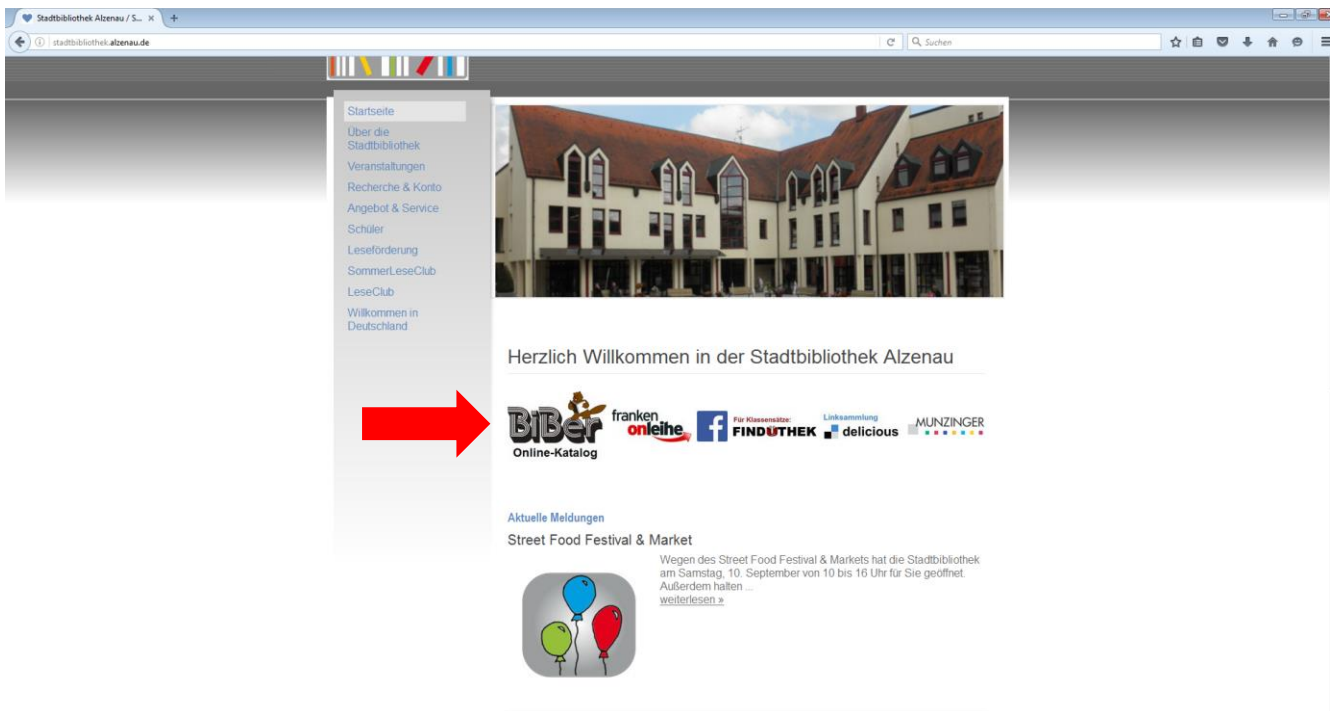 Stadtbibliothek Alzenau / S... × +
stadtbibliothek.alzenau.de
Suchen
Startseite
Über die
Stadtbibliothek
Veranstaltungen
Recherche & Konto
Angebot & Service
Schüler
Leseförderung
SommerLeseClub
LeseClub
Willkommen in
Deutschland
Herzlich Willkommen in der Stadtbibliothek Alzenau
BiBer
Online-Katalog
franken
onleihe
f
Für Klassensätze:
FINDÜTHEK
Linksammlung
delicious
MUNZINGER
Aktuelle Meldungen
Street Food Festival & Market
Wegen des Street Food Festival & Markets hat die Stadtbibliothek
am Samstag, 10. September von 10 bis 16 Uhr für Sie geöffnet.
Außerdem halten ...
weiterlesen »